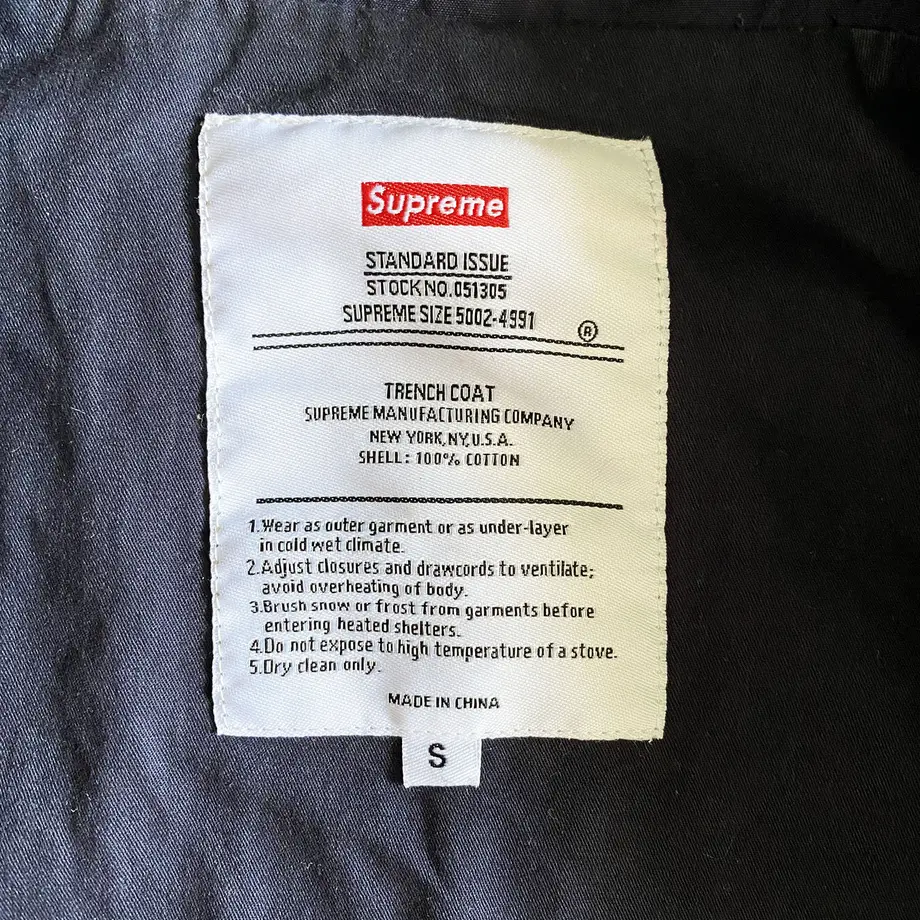 Supreme
STANDARD ISSUE
STOCK NO.051305
SUPREME SIZE 5002-4991 ®
TRENCH COAT
SUPREME MANUFACTURING COMPANY
NEW YORK,NY,U.S.A.
SHELL: 100% COTTON
1.Wear as outer garment or as under-layer
in cold wet climate.
2.Adjust closures and drawcords to ventilate;
avoid overheating of body.
3.Brush snow or frost from garments before
entering heated shelters.
4.Do not expose to high temperature of a stove.
5.Dry clean only.
MADE IN CHINA
S